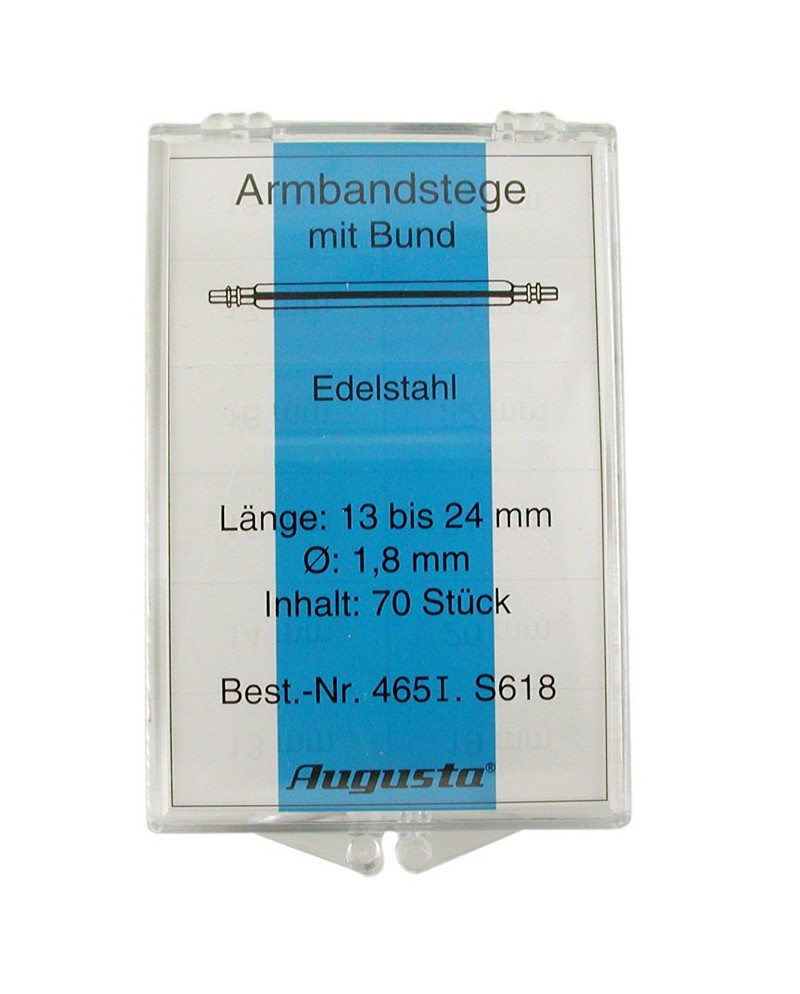 Armbandstege
mit Bund
Edelstahl
Länge: 13 bis 24 mm
Ø: 1,8 mm
Inhalt: 70 Stück
Best.-Nr. 465I. S618
Augusta®